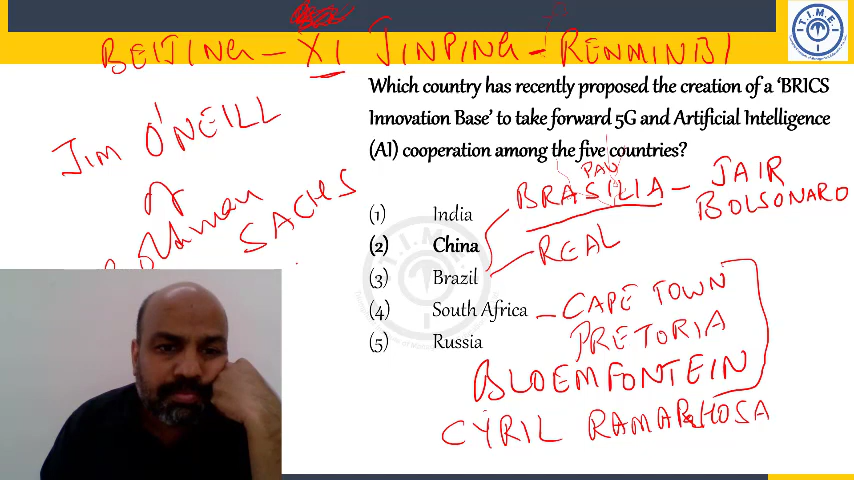 BEIJING - XI JINPING - RENMINBI
T.I.M.E.
Which country has recently proposed the creation of a 'BRICS
Innovation Base' to take forward 5G and Artificial Intelligence
(AI) cooperation among the five countries?
JIM O'NEILL
of
Goldman
SACHS
PAU
BRASILIA - JAIR
BOLSONARO
REAL
(1) India
(2) China
(3) Brazil
(4) South Africa - CAPE TOWN
PRETORIA
(5) Russia
BLOEMFONTEIN
CYRIL RAMAPHOSA